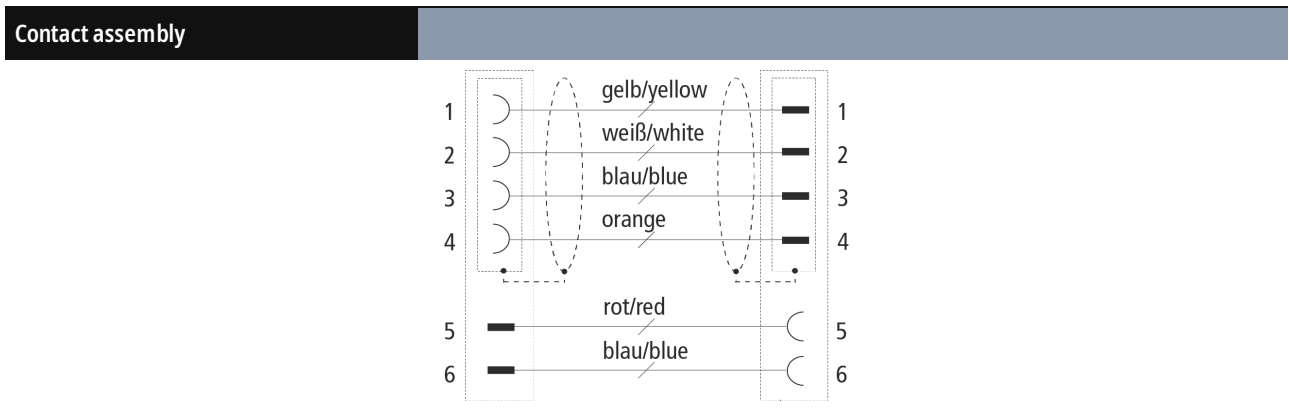 Contact assembly
gelb/yellow
1 1
weiß/white
2 2
blau/blue
3 3
orange
4 4
rot/red
5 5
blau/blue
6 6